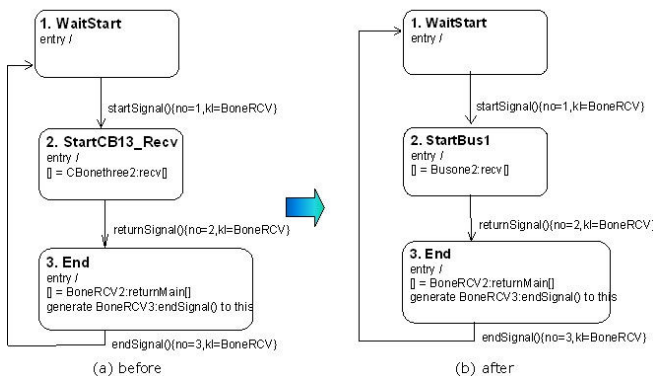 1. WaitStart
entry /
startSignal(){no=1,kl=BoneRCV}
2. StartCB13_Recv
entry /
[] = CBonethree2:recv[]
returnSignal(){no=2,kl=BoneRCV}
3. End
entry /
[] = BoneRCV2:returnMain[]
generate BoneRCV3:endSignal() to this
endSignal(){no=3,kl=BoneRCV}
(a) before
1. WaitStart
entry /
startSignal(){no=1,kl=BoneRCV}
2. StartBus1
entry /
[] = Busone2:recv[]
returnSignal(){no=2,kl=BoneRCV}
3. End
entry /
[] = BoneRCV2:returnMain[]
generate BoneRCV3:endSignal() to this
endSignal(){no=3,kl=BoneRCV}
(b) after